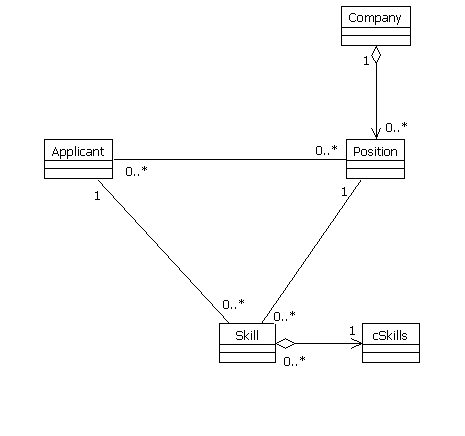 Company
1
0..*
Applicant
0..*
Position
0..*
1
1
0..*
0..*
Skill
1
cSkills
0..*